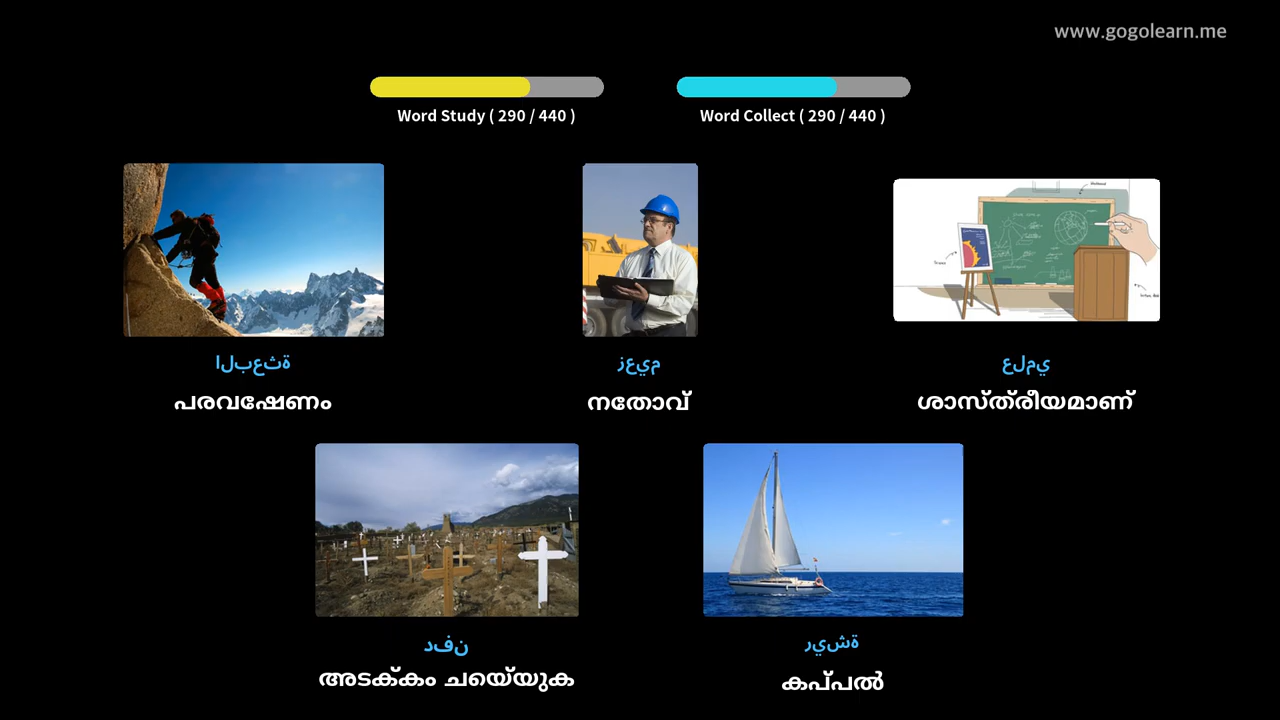 www.gogolearn.me
Word Study ( 290 / 440 )
Word Collect ( 290 / 440 )
البعثة
زعيم
علمي
പരവഷേണം
നതോവ്
ശാസ്ത്രീയമാണ്
دفن
ريشة
അടക്കം ചയെ്യുക
കപ്പൽ